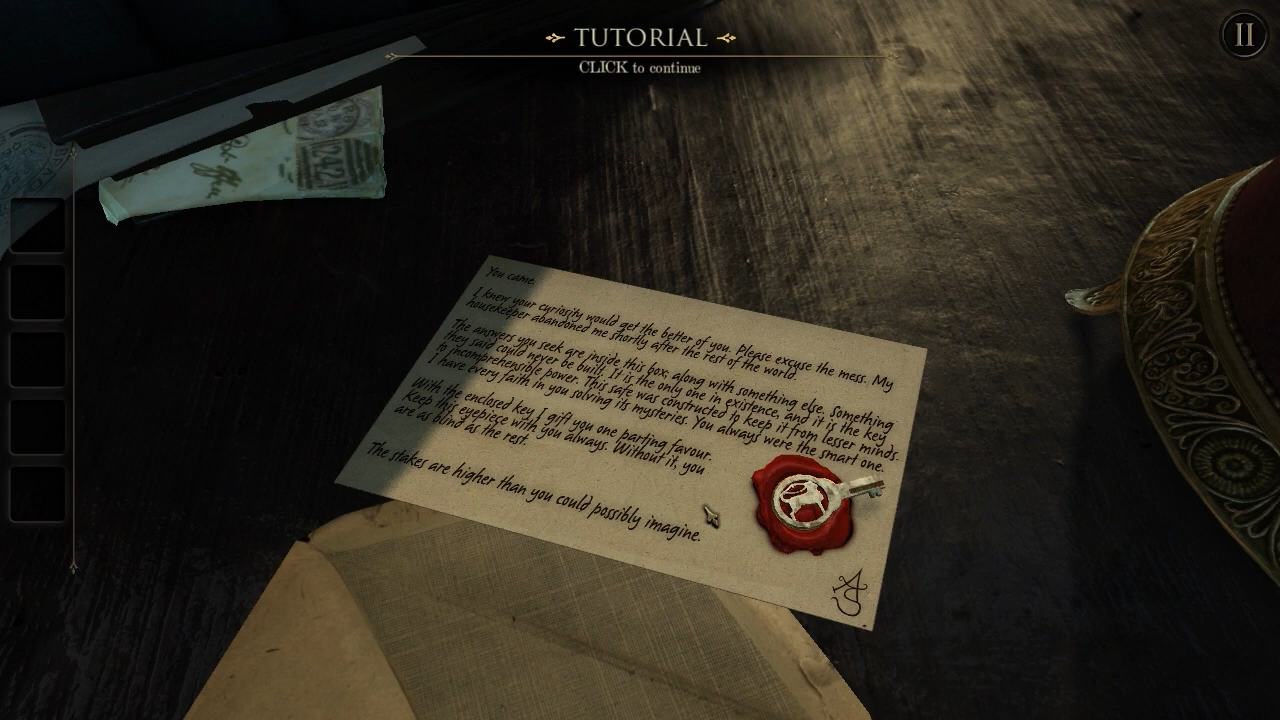 TUTORIAL
CLICK to continue
You came.
I knew your curiosity would get the better of you. Please excuse the mess. My
housekeeper abandoned me shortly after the rest of the world.
The answers you seek are inside this box; along with something else. Something
they said could never be built. It is the only one in existence, and it is the key
to incomprehensible power. This safe was constructed to keep it from lesser minds.
I have every faith in you solving its mysteries. You always were the smart one.
With the enclosed key I gift you one parting favour.
Keep this eyepiece with you always. Without it, you
are as blind as the rest.
The stakes are higher than you could possibly imagine.
242